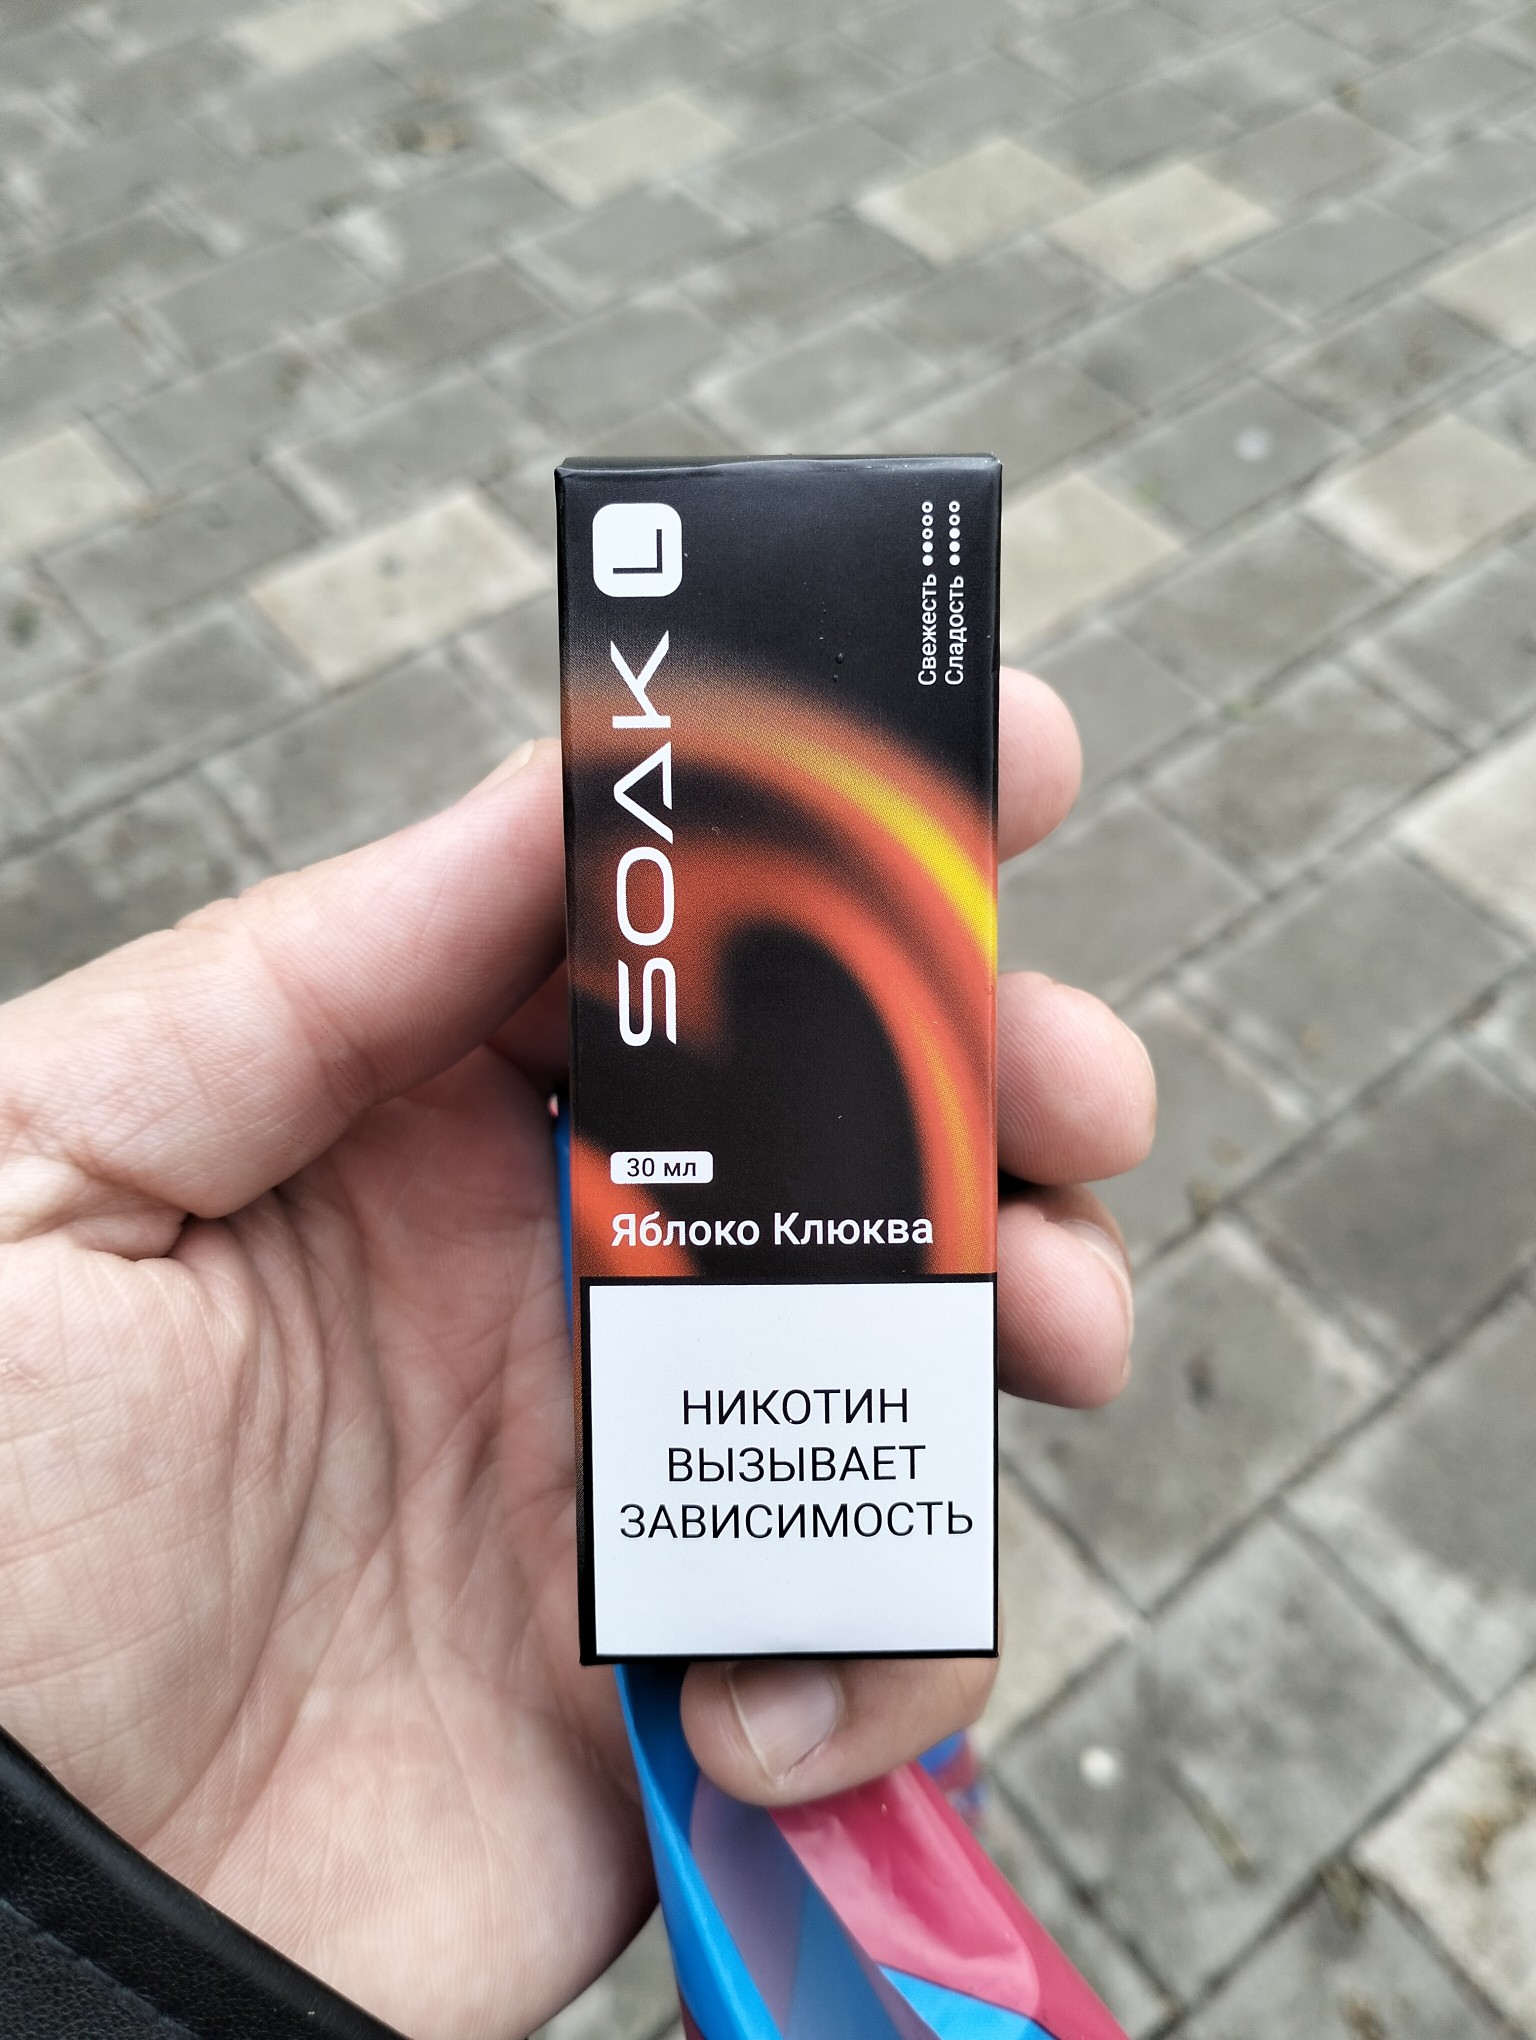 SOAK L
Свежесть ●●●○○
Сладость ●●●○○
30 мл
Яблоко Клюква
НИКОТИН
ВЫЗЫВАЕТ
ЗАВИСИМОСТЬ